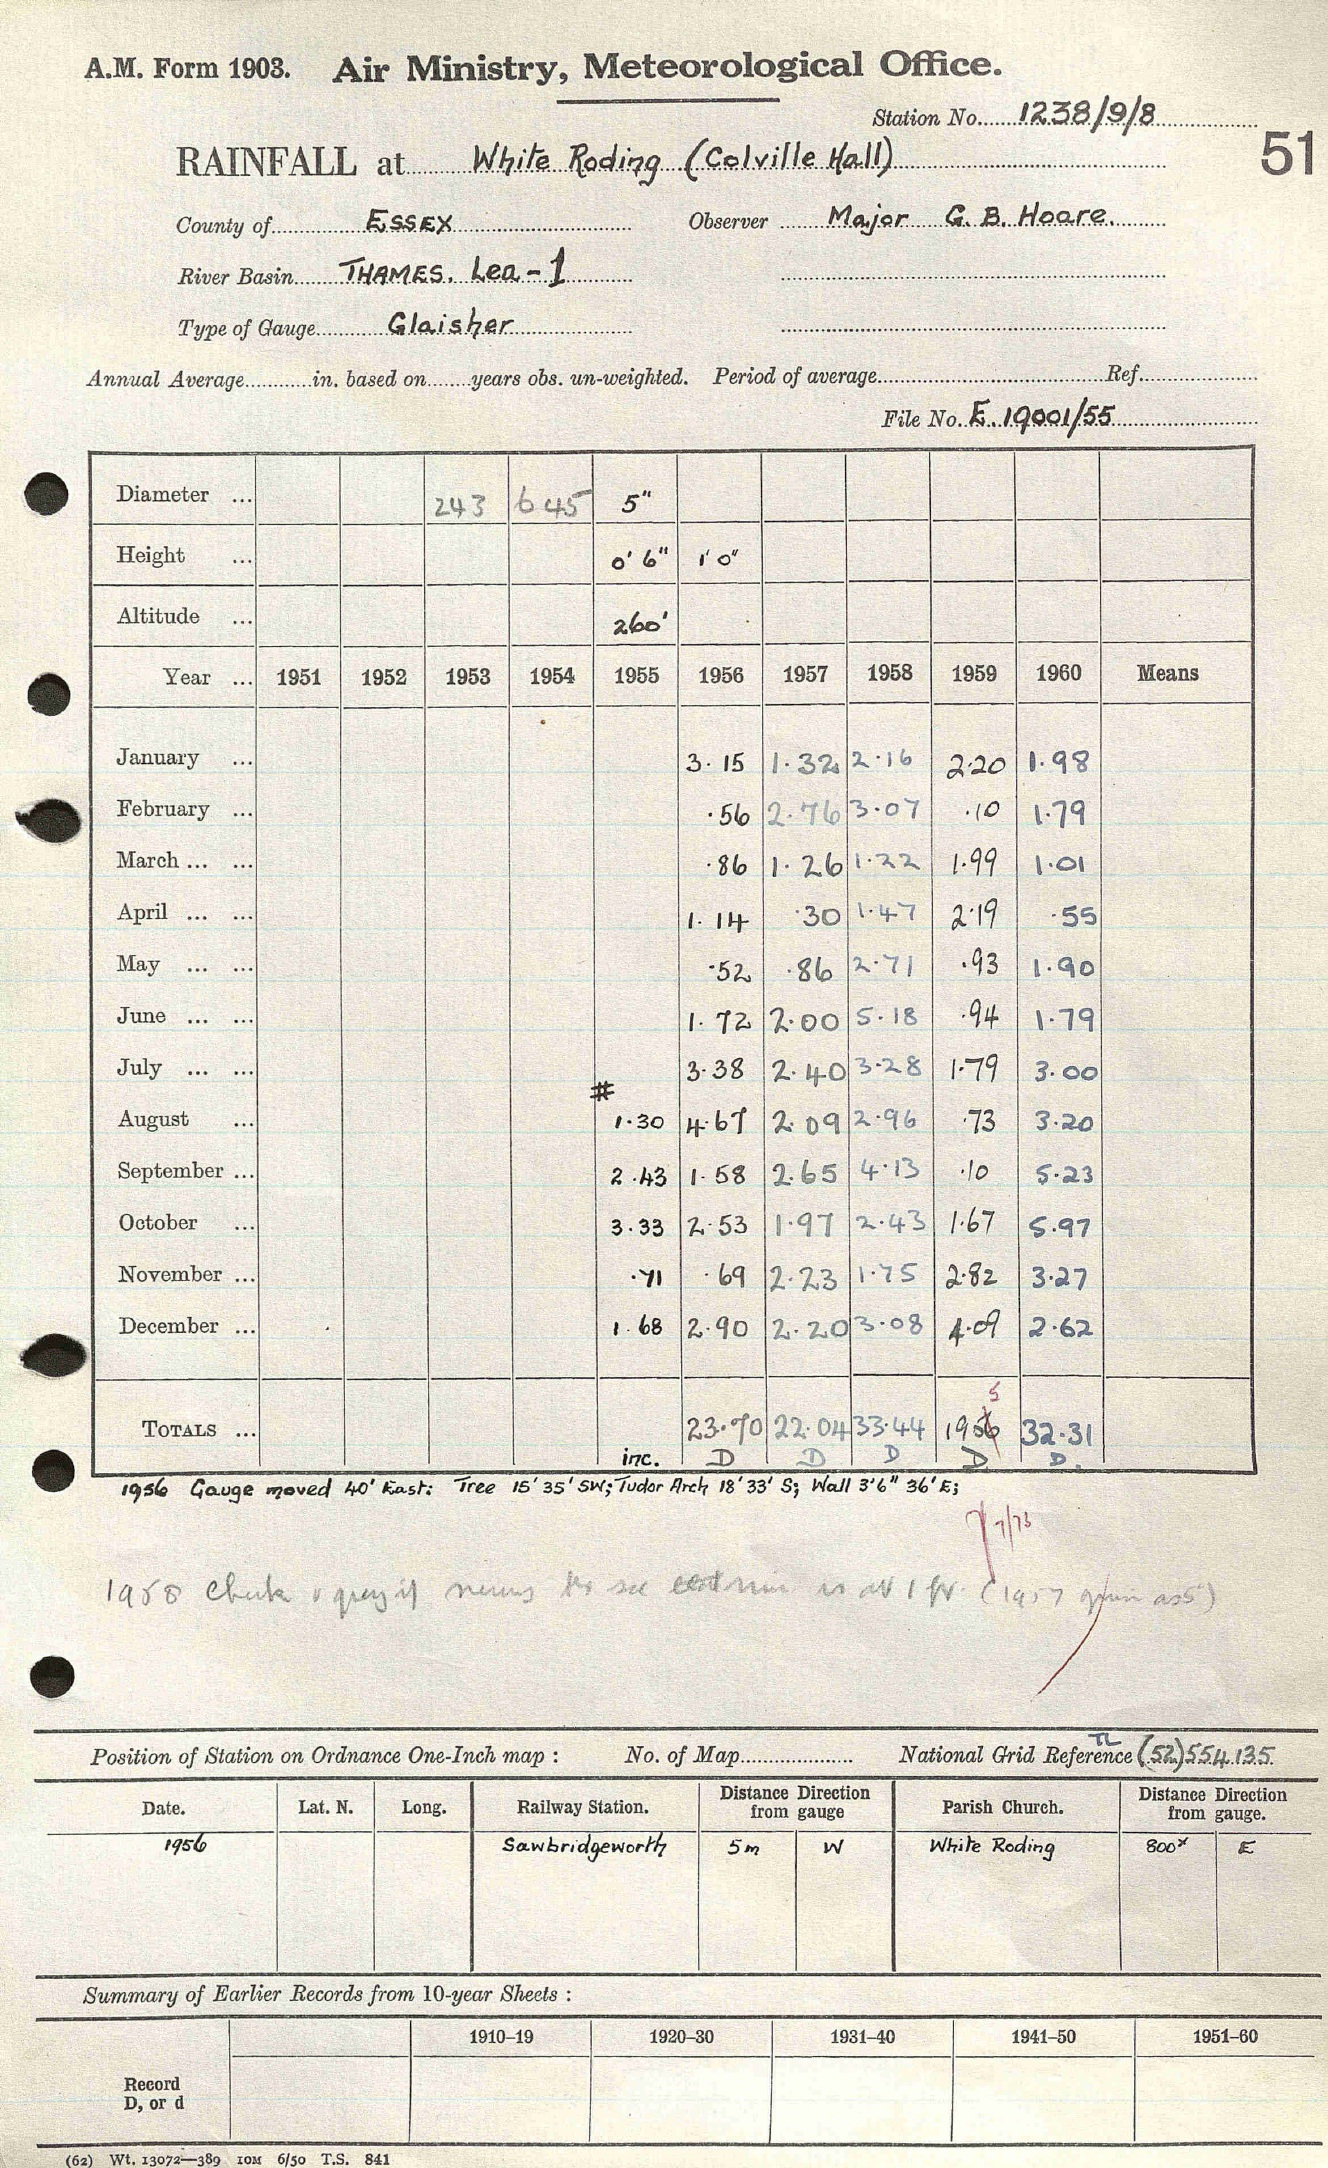 A.M. Form 1903. Air Ministry, Meteorological Office.
Station No. 1238/9/8
51
RAINFALL at White Roding (Colville Hall)
County of ESSEX Observer Major G. B. Hoare.
River Basin THAMES. Lea-1
Type of Gauge Glaisher
Annual Average in. based on years obs. un-weighted. Period of average Ref.
File No. E. 19001/55
Diameter ... 243 645 5"
Height ... 0' 6" 1' 0"
Altitude ... 260'
Year ... 1951 1952 1953 1954 1955 1956 1957 1958 1959 1960 Means
January ... 3.15 1.32 2.16 2.20 1.98
February ... .56 2.76 3.07 .10 1.79
March ... ... .86 1.26 1.22 1.99 1.01
April ... ... 1.14 .30 1.47 2.19 .55
May ... ... .52 .86 2.71 .93 1.90
June ... ... 1.72 2.00 5.18 .94 1.79
July ... ... 3.38 2.40 3.28 1.79 3.00
#
August ... 1.30 4.67 2.09 2.96 .73 3.20
September ... 2.43 1.58 2.65 4.13 .10 5.23
October ... 3.33 2.53 1.97 2.43 1.67 5.97
November ... .71 .69 2.23 1.75 2.82 3.27
December ... 1.68 2.90 2.20 3.08 4.09 2.62
5
TOTALS ... 23.70 22.04 33.44 1956 32.31
inc. D D D D D.
1956 Gauge moved 40' East: Tree 15' 35' SW; Tudor Arch 18' 33' S; Wall 3'6" 36' E;
7/73
1958 Check to see is at 1 ft. (1957 given as 5)
TL
Position of Station on Ordnance One-Inch map : No. of Map National Grid Reference (52) 554 135
Date. Lat. N. Long. Railway Station. Distance from gauge Direction Parish Church. Distance from gauge. Direction
1956 Sawbridgeworth 5m W White Roding 800x E
Summary of Earlier Records from 10-year Sheets :
1910–19 1920–30 1931–40 1941–50 1951–60
Record
D, or d
(62) Wt. 13072—389 10M 6/50 T.S. 841